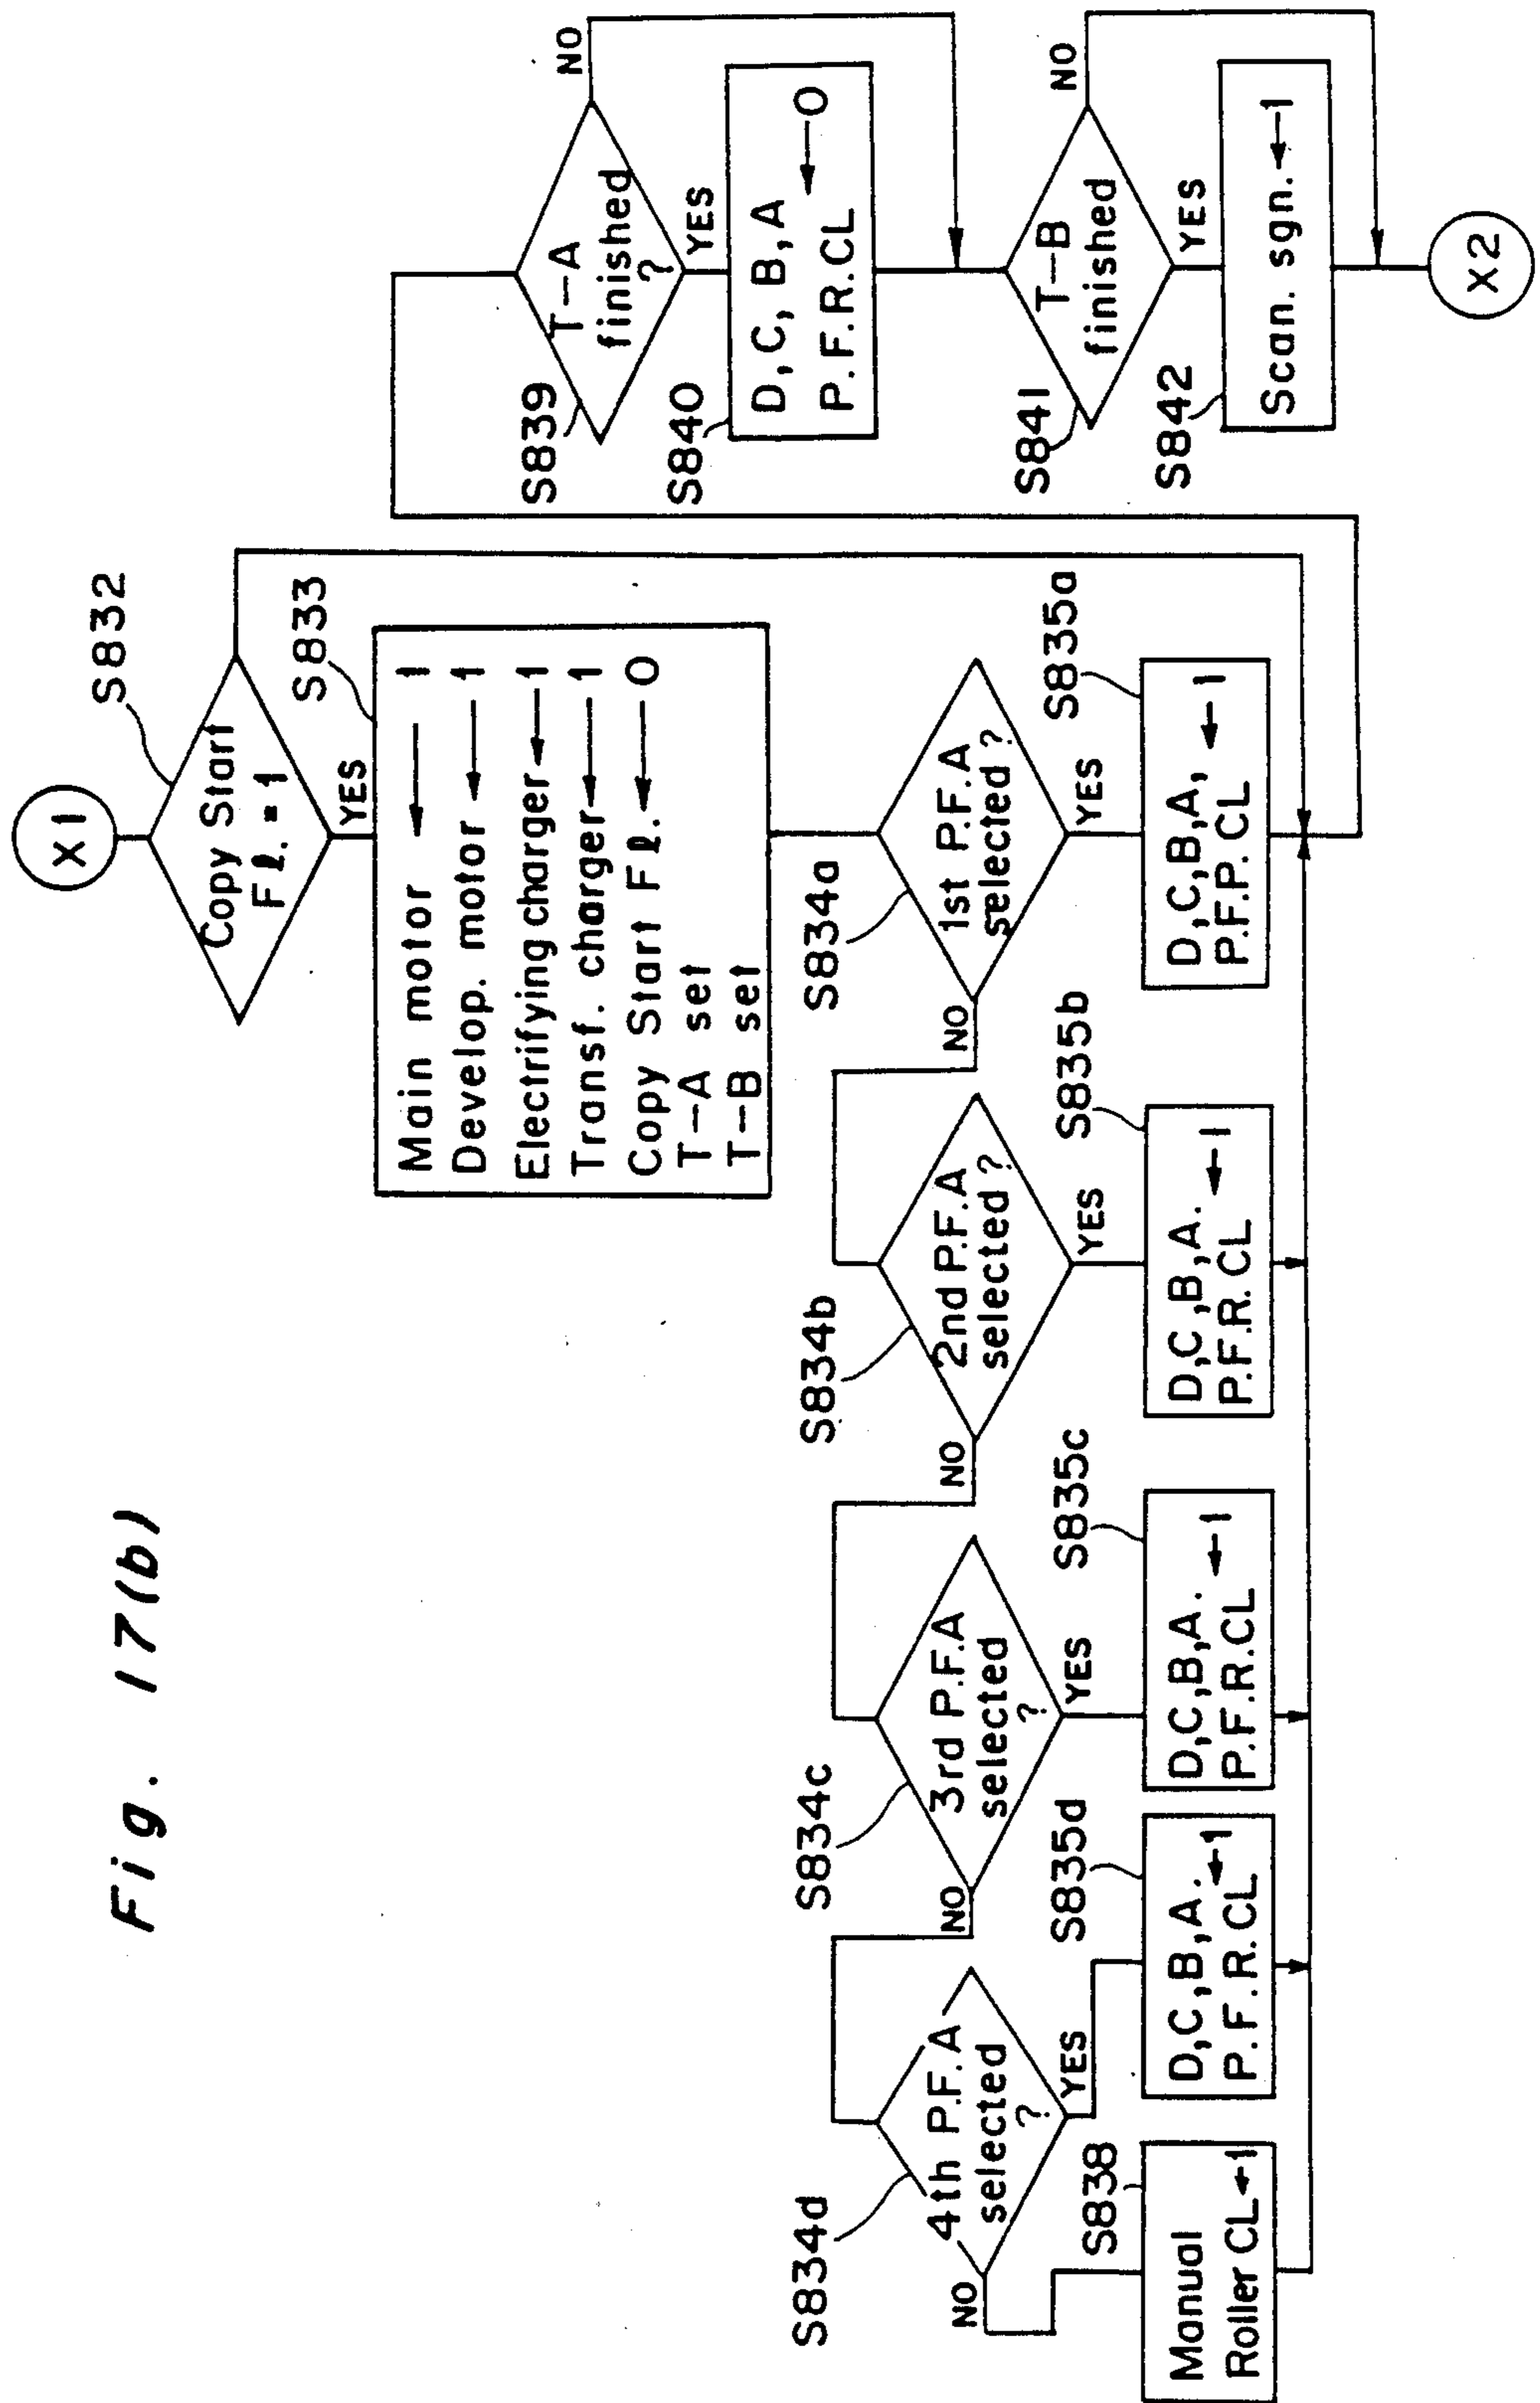 Fig. 17(b)
X1
S832
Copy Start
Fl. = 1
YES
S833
Main motor ← 1
Develop. motor ← 1
Electrifying charger ← 1
Transf. charger ← 1
Copy Start Fl. ← 0
T-A set
T-B set
S834a
1st P.F.A
selected ?
NO
YES
S835a
D,C,B,A, ← 1
P.F.P. CL
S834b
2nd P.F.A
selected ?
NO
YES
S835b
D,C,B,A. ← 1
P.F.R. CL
S834c
3rd P.F.A
selected
?
NO
YES
S835c
D,C,B,A. ← 1
P.F.R.CL
S834d
4th P.F.A
selected
?
NO
YES
S835d
D,C,B,A. ← 1
P.F.R.CL
S838
Manual
Roller CL ← 1
S839
T-A
finished
?
NO
YES
S840
D,C,B,A
P.F.R.CL ← 0
S841
T-B
finished
NO
YES
S842
Scan. sgn. ← 1
X2